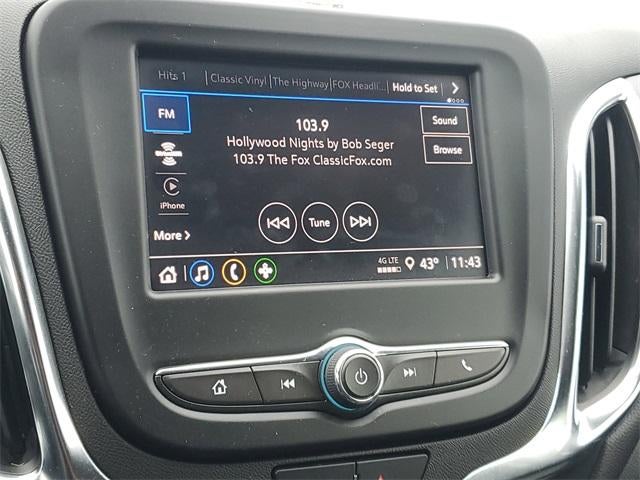 Hits 1 Classic Vinyl The Highway FOX Headli... Hold to Set
FM
103.9
Sound
Hollywood Nights by Bob Seger
Browse
103.9 The Fox ClassicFox.com
iPhone
Tune
More
4G LTE
43° 11:43